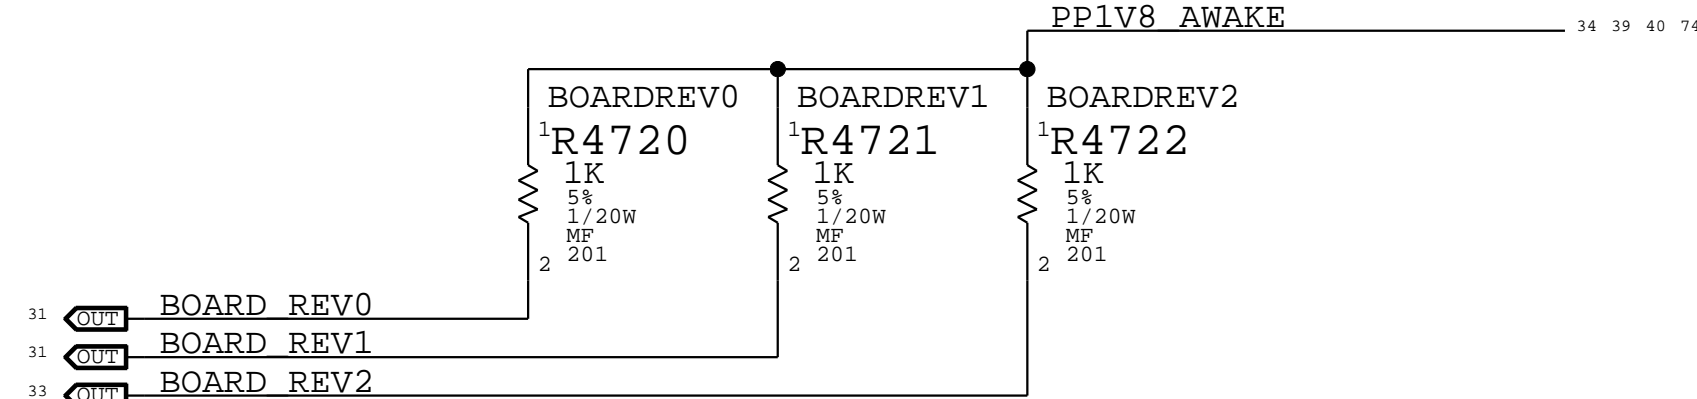 PP1V8_AWAKE 34 39 40 74
BOARDREV0 BOARDREV1 BOARDREV2
1 R4720 1 R4721 1 R4722
1K 1K 1K
5% 5% 5%
1/20W 1/20W 1/20W
MF MF MF
2 201 2 201 2 201
31 OUT BOARD_REV0
31 OUT BOARD_REV1
33 OUT BOARD_REV2